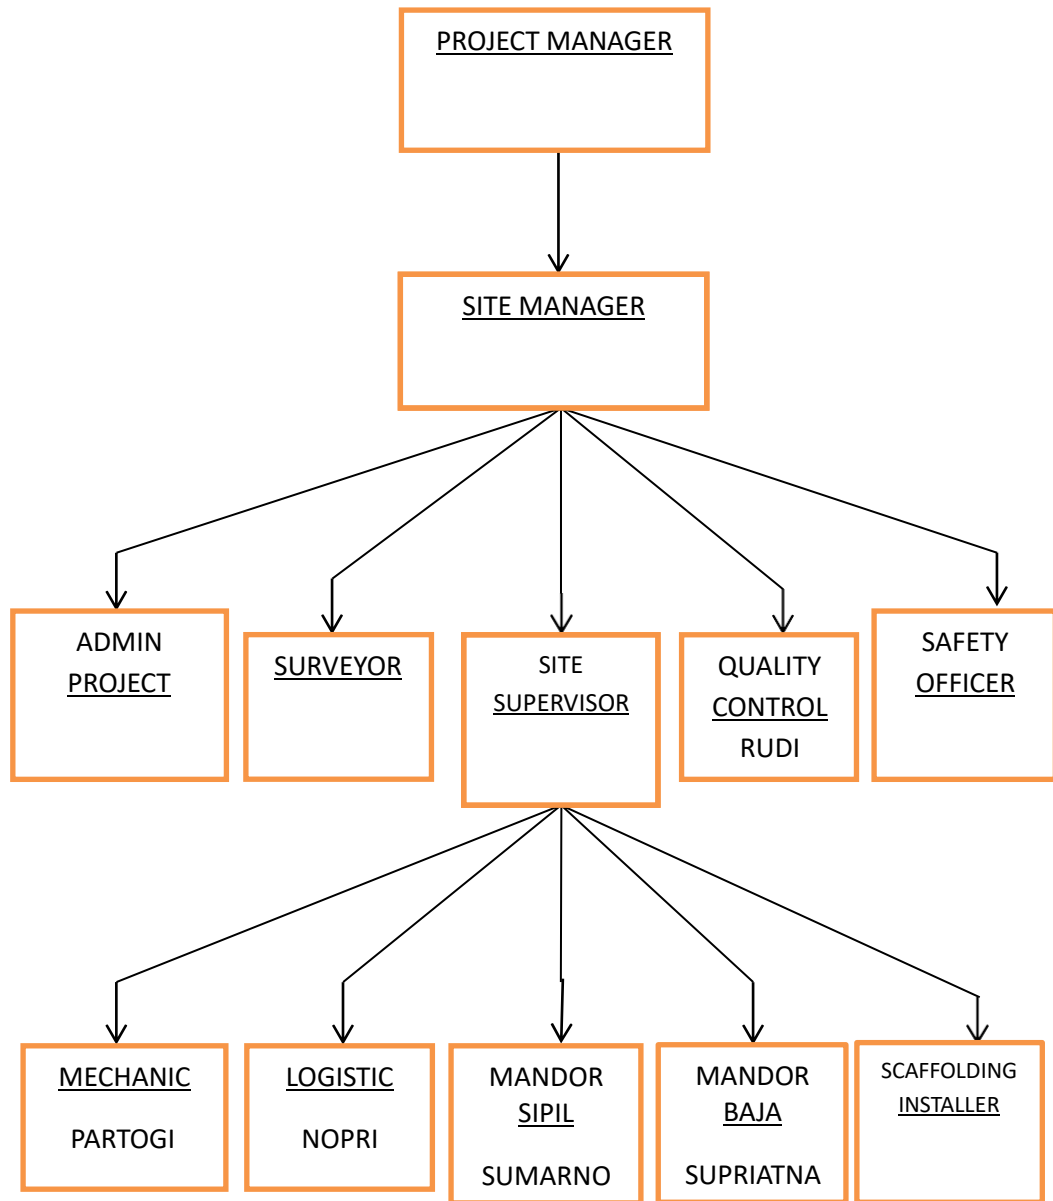 PROJECT MANAGER
SITE MANAGER
ADMIN
PROJECT
SURVEYOR
SITE
SUPERVISOR
QUALITY
CONTROL
RUDI
SAFETY
OFFICER
MECHANIC
PARTOGI
LOGISTIC
NOPRI
MANDOR
SIPIL
SUMARNO
MANDOR
BAJA
SUPRIATNA
SCAFFOLDING
INSTALLER